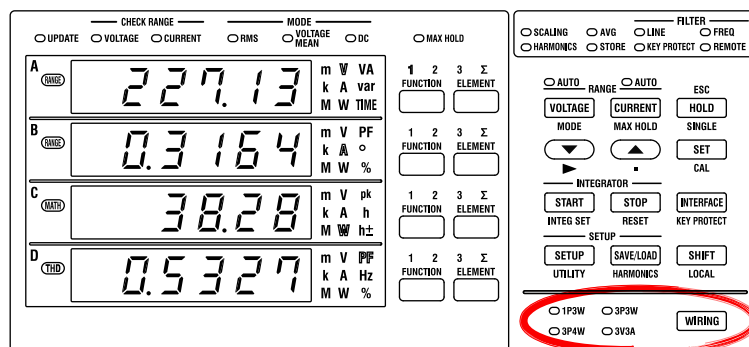 CHECK RANGE MODE
UPDATE VOLTAGE CURRENT RMS VOLTAGE MEAN DC MAX HOLD
FILTER
SCALING AVG LINE FREQ
HARMONICS STORE KEY PROTECT REMOTE
A RANGE 227.13 m V VA
k A var
M W TIME
1 2 3 Σ
FUNCTION ELEMENT
B RANGE 0.3164 m V PF
k A °
M W %
1 2 3 Σ
FUNCTION ELEMENT
C MATH 38.28 m V pk
k A h
M W h±
1 2 3 Σ
FUNCTION ELEMENT
D THD 0.5327 m V PF
k A Hz
M W %
1 2 3 Σ
FUNCTION ELEMENT
AUTO AUTO ESC
RANGE
VOLTAGE CURRENT HOLD
MODE MAX HOLD SINGLE
SET
CAL
INTEGRATOR
START STOP INTERFACE
INTEG SET RESET KEY PROTECT
SETUP
SETUP SAVE/LOAD SHIFT
UTILITY HARMONICS LOCAL
1P3W 3P3W
3P4W 3V3A
WIRING